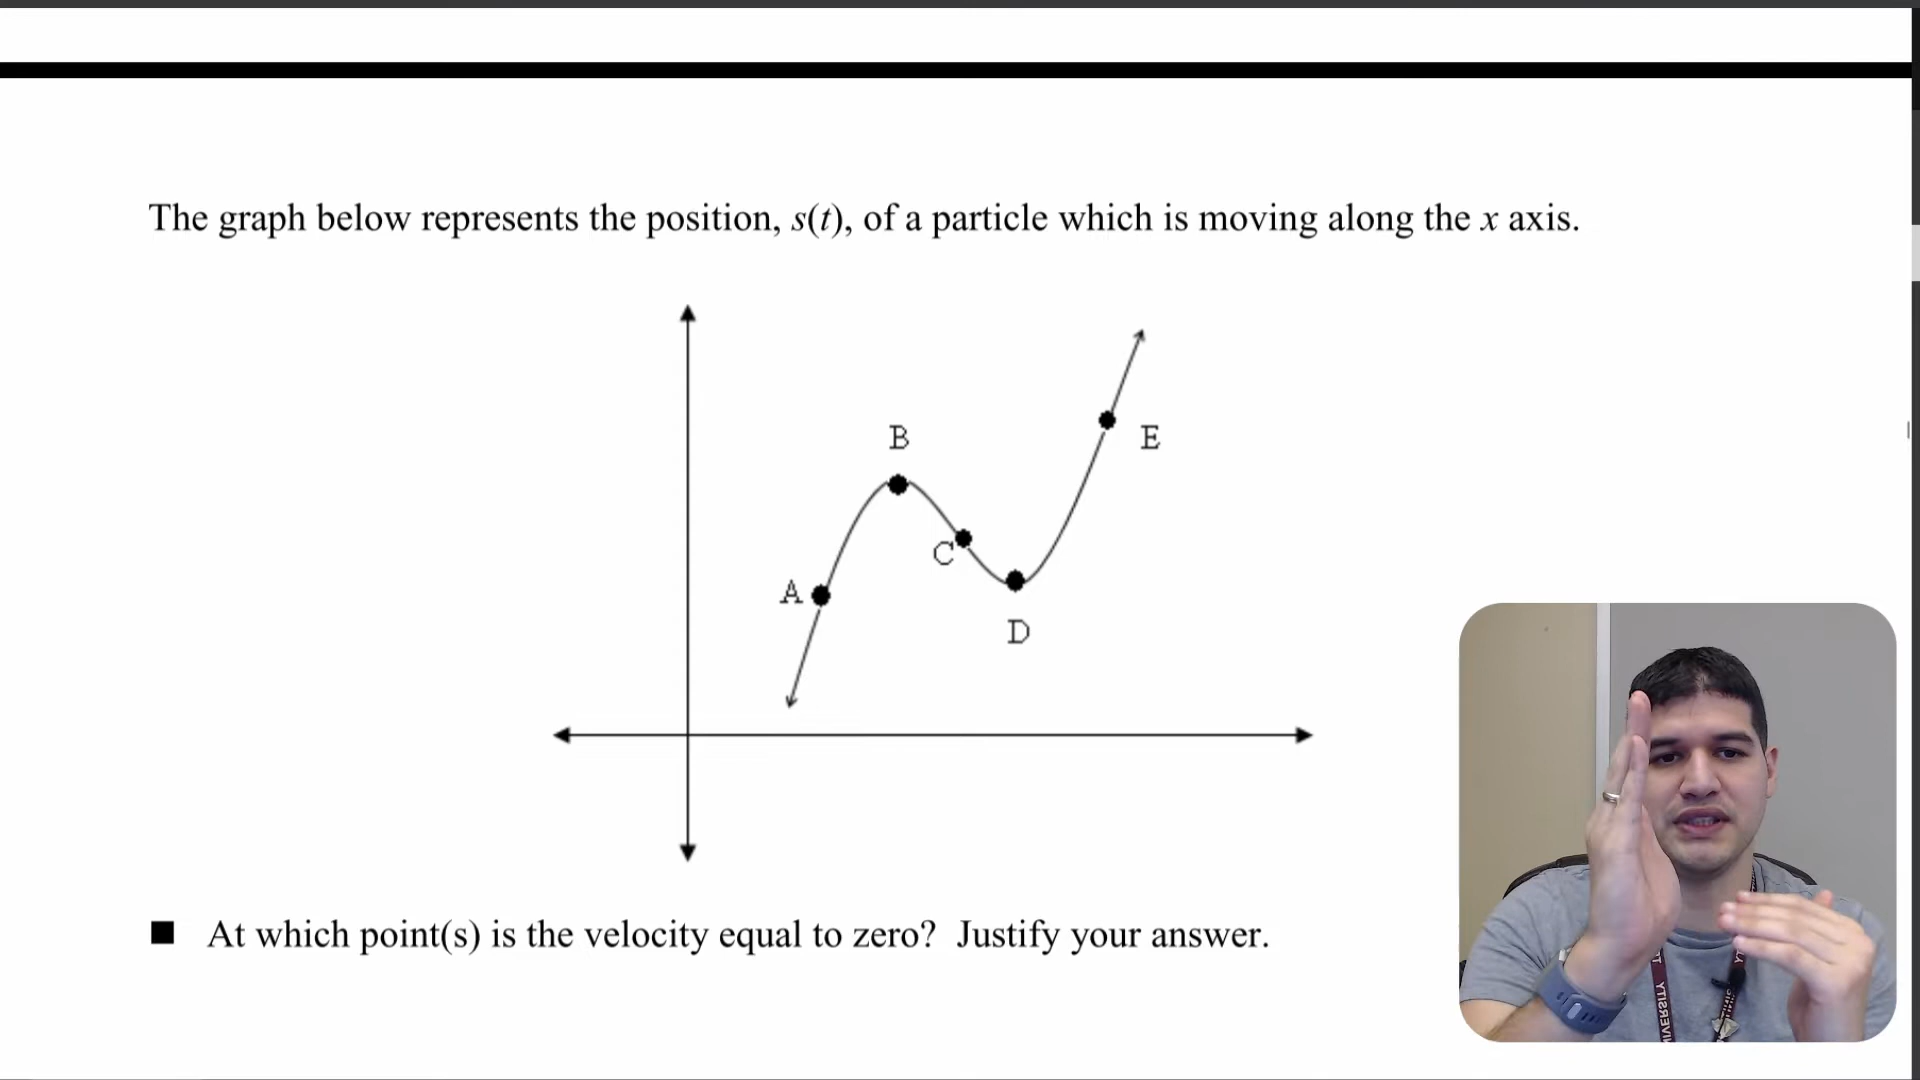 The graph below represents the position, s(t), of a particle which is moving along the x axis.
B
E
C
A
D
■ At which point(s) is the velocity equal to zero? Justify your answer.
IVERSITY